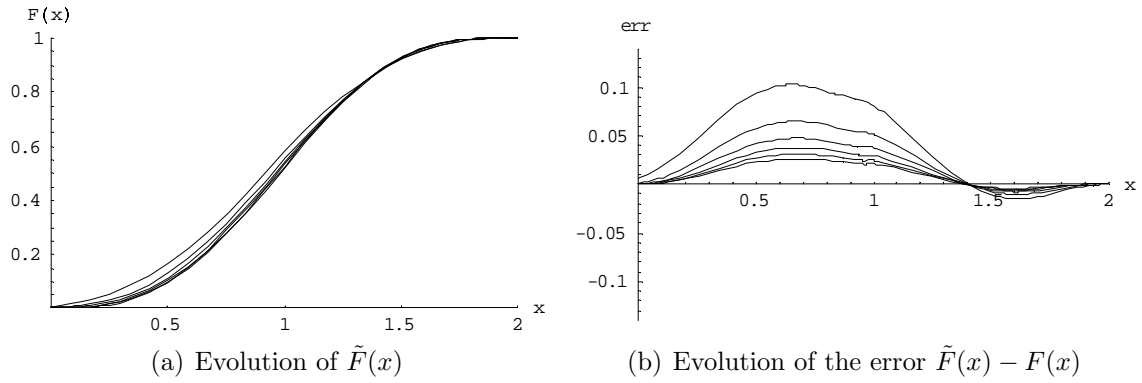 F(x)
1
0.8
0.6
0.4
0.2
0.5
1
1.5
2
x
err
0.1
0.05
-0.05
-0.1
0.5
1
1.5
2
x
(a) Evolution of F̃(x)
(b) Evolution of the error F̃(x) − F(x)